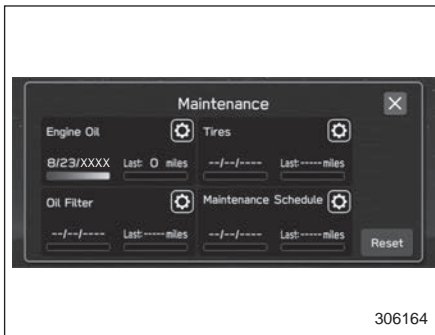 Maintenance
Engine Oil
Tires
8/23/XXXX Last: 0 miles
--/--/---- Last:----- miles
Oil Filter
Maintenance Schedule
--/--/---- Last:----- miles
--/--/---- Last:----- miles
Reset
306164